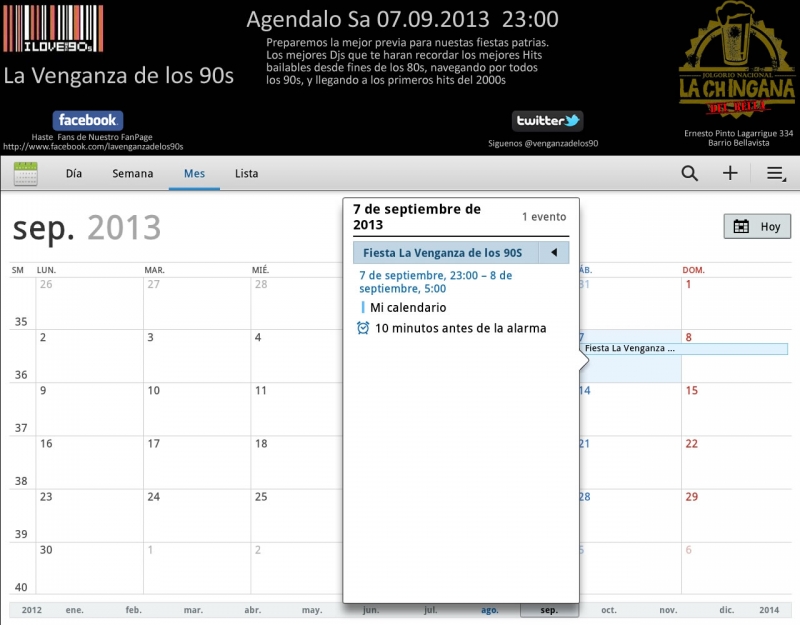 I LOVE THE 90s
Agendalo Sa 07.09.2013 23:00
Preparemos la mejor previa para nuestas fiestas patrias.
Los mejores Djs que te haran recordar los mejores Hits
bailables desde fines de los 80s, navegando por todos
los 90s, y llegando a los primeros hits del 2000s
La Venganza de los 90s
JOLGORIO NACIONAL
LA CHINGANA
DEL BELLA
facebook
Haste Fans de Nuestro FanPage
http://www.facebook.com/lavenganzadelos90s
twitter
Siguenos @venganzadelos90
Ernesto Pinto Lagarrigue 334
Barrio Bellavista
Día Semana Mes Lista
sep. 2013
Hoy
7 de septiembre de
2013
1 evento
Fiesta La Venganza de los 90S
7 de septiembre, 23:00 – 8 de
septiembre, 5:00
Mi calendario
10 minutos antes de la alarma
SM LUN. MAR. MIÉ. ÁB. DOM.
26 27 28 31 1
35
2 3 4 7 8
Fiesta La Venganza ...
36
9 10 11 14 15
37
16 17 18 21 22
38
23 24 25 28 29
39
30 1 2 5 6
40
2012 ene. feb. mar. abr. may. jun. jul. ago. sep. oct. nov. dic. 2014